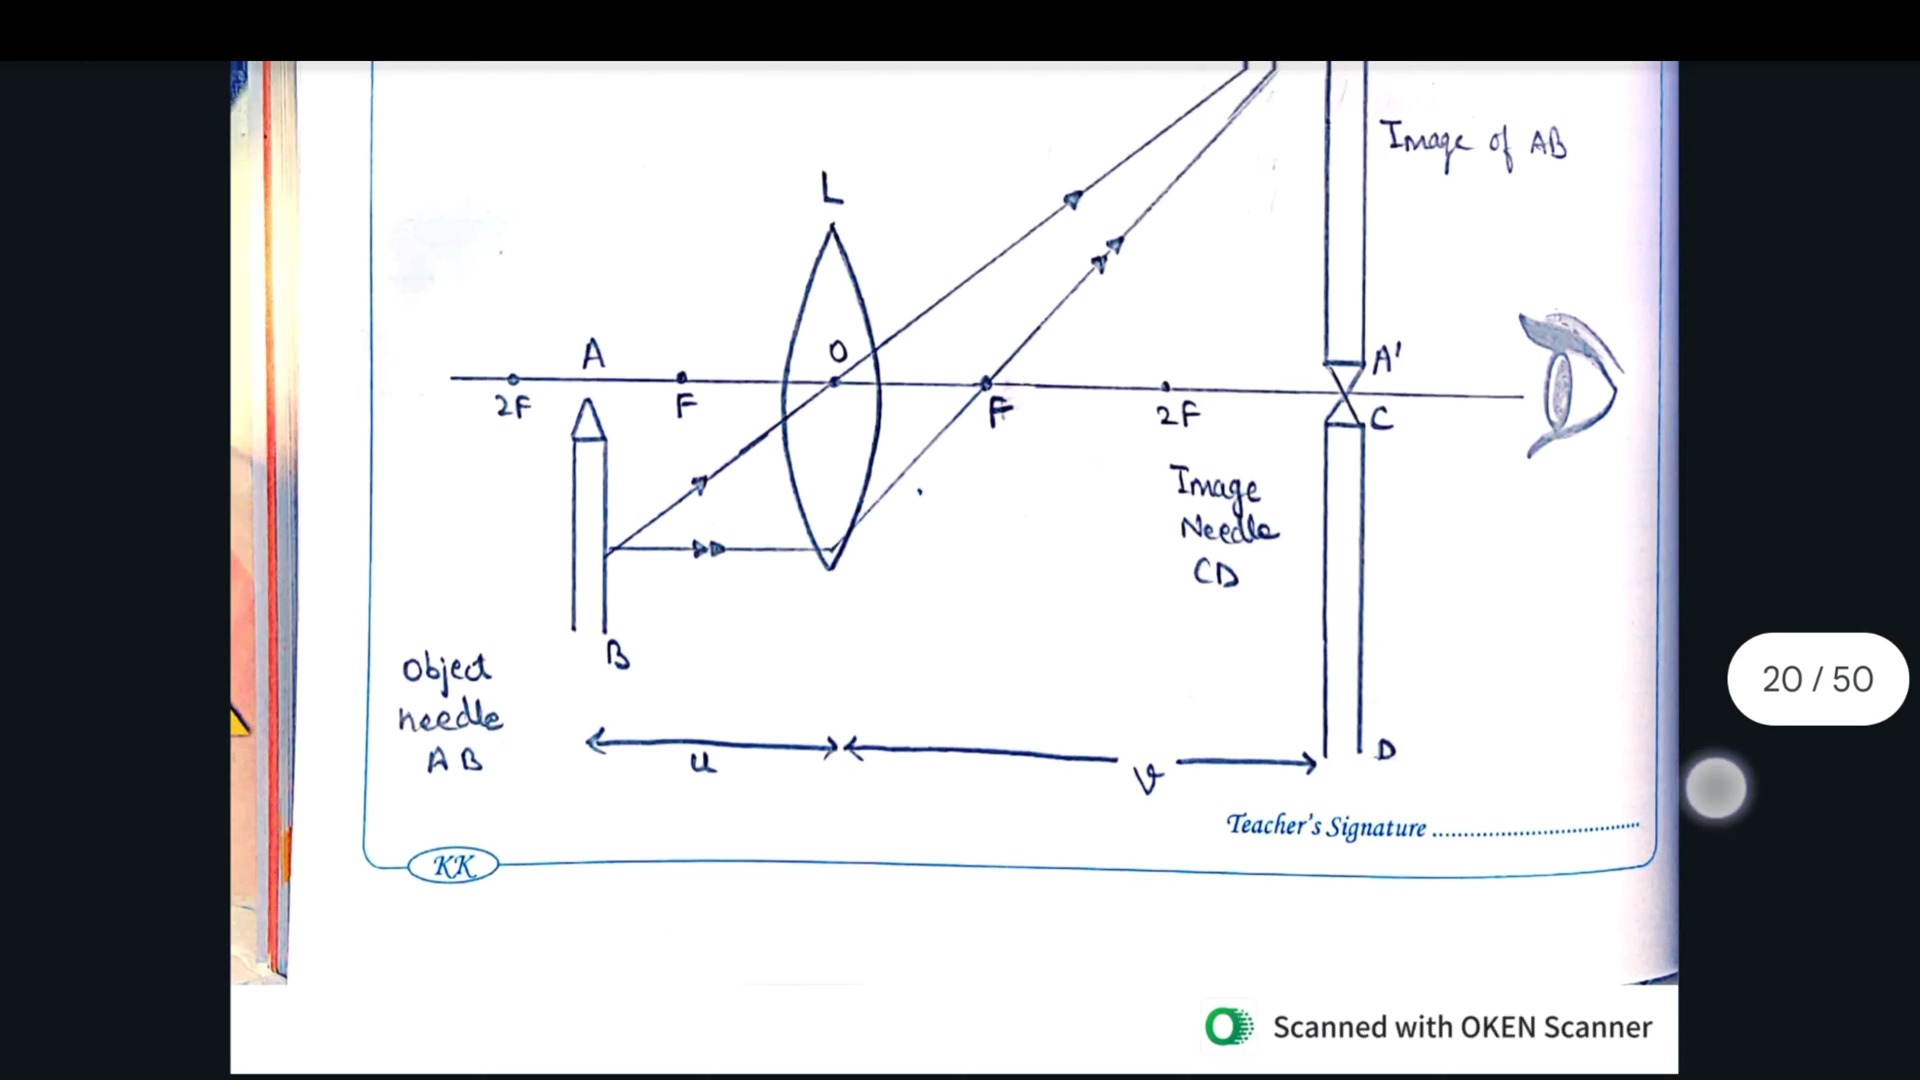 Image of AB
L
A
O
A'
2F
F
F
2F
C
Image
Needle
CD
B
Object
needle
AB
u
v
D
Teacher's Signature
KK
20 / 50
Scanned with OKEN Scanner